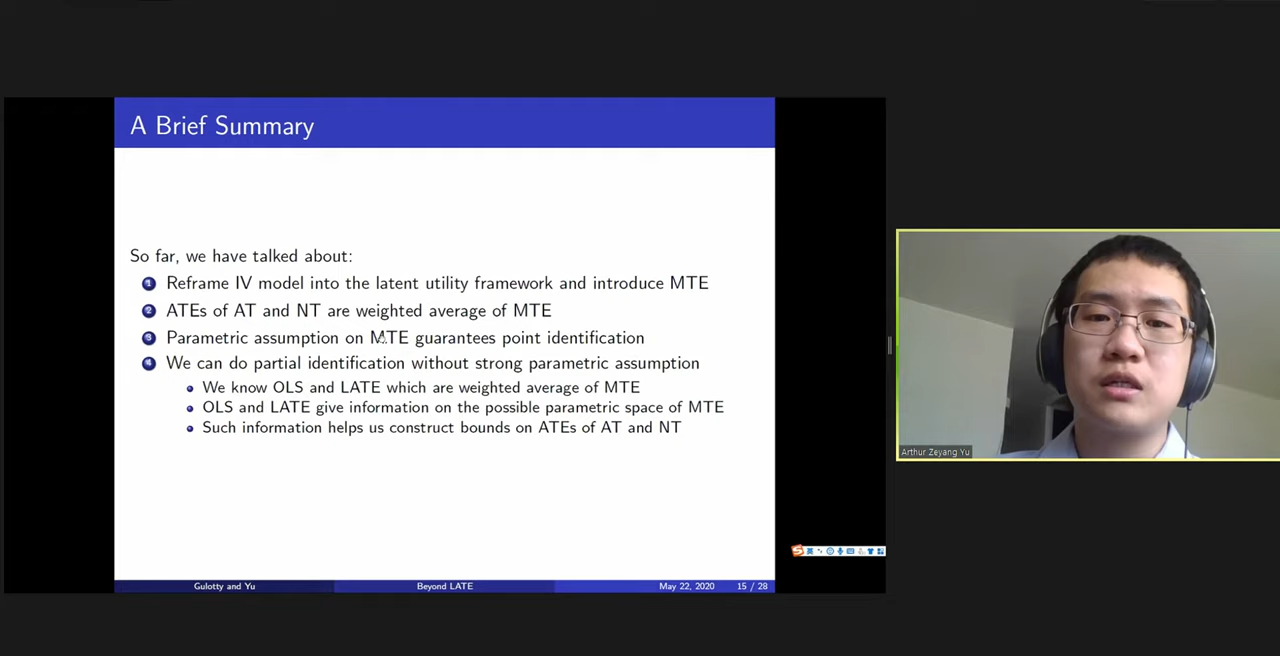 A Brief Summary
So far, we have talked about:
1 Reframe IV model into the latent utility framework and introduce MTE
2 ATEs of AT and NT are weighted average of MTE
3 Parametric assumption on MTE guarantees point identification
4 We can do partial identification without strong parametric assumption
We know OLS and LATE which are weighted average of MTE
OLS and LATE give information on the possible parametric space of MTE
Such information helps us construct bounds on ATEs of AT and NT
Gulotty and Yu Beyond LATE May 22, 2020 15 / 28
Arthur Zeyang Yu